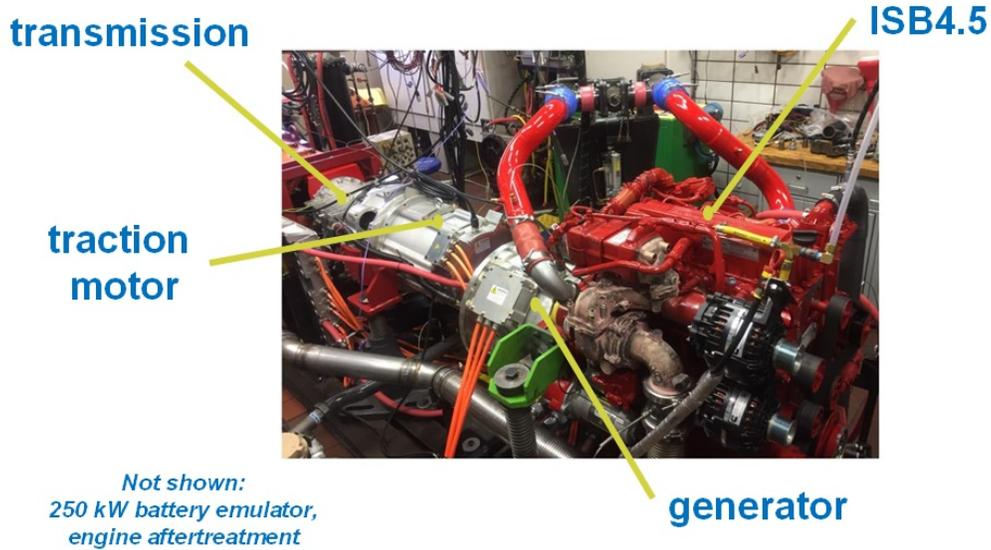 transmission
ISB4.5
traction
motor
generator
Not shown:
250 kW battery emulator,
engine aftertreatment